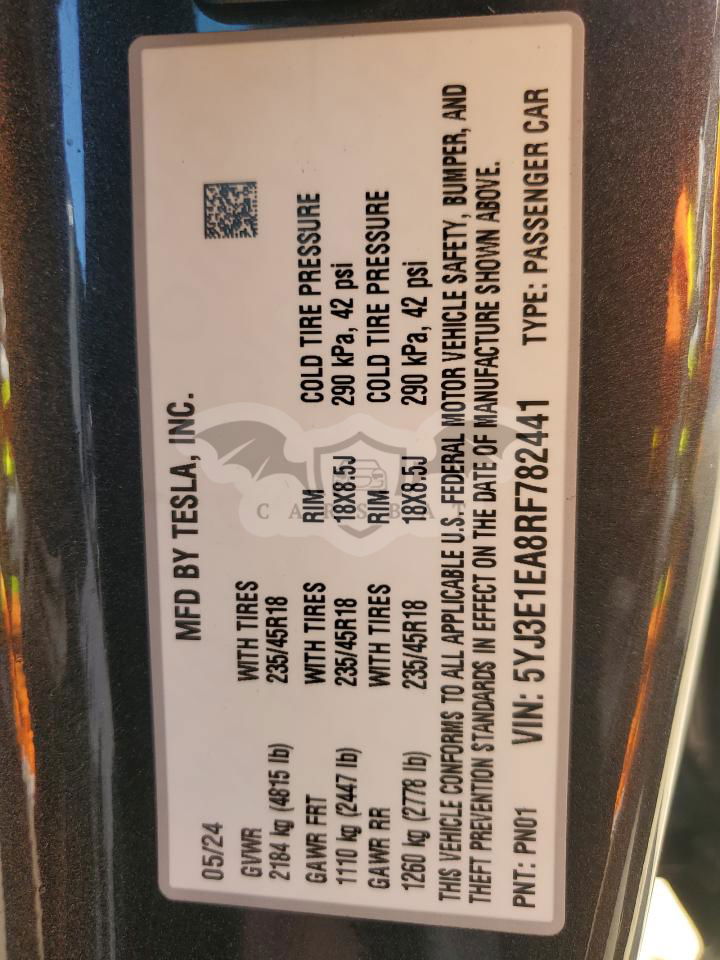 MFD BY TESLA, INC.
05/24
GVWR WITH TIRES
2184 kg (4815 lb) 235/45R18
GAWR FRT WITH TIRES RIM COLD TIRE PRESSURE
1110 kg (2447 lb) 235/45R18 18X8.5J 290 kPa, 42 psi
GAWR RR WITH TIRES RIM COLD TIRE PRESSURE
1260 kg (2778 lb) 235/45R18 18X8.5J 290 kPa, 42 psi
THIS VEHICLE CONFORMS TO ALL APPLICABLE U.S. FEDERAL MOTOR VEHICLE SAFETY, BUMPER, AND
THEFT PREVENTION STANDARDS IN EFFECT ON THE DATE OF MANUFACTURE SHOWN ABOVE.
PNT: PN01 VIN: 5YJ3E1EA8RF782441 TYPE: PASSENGER CAR
CARSBAT